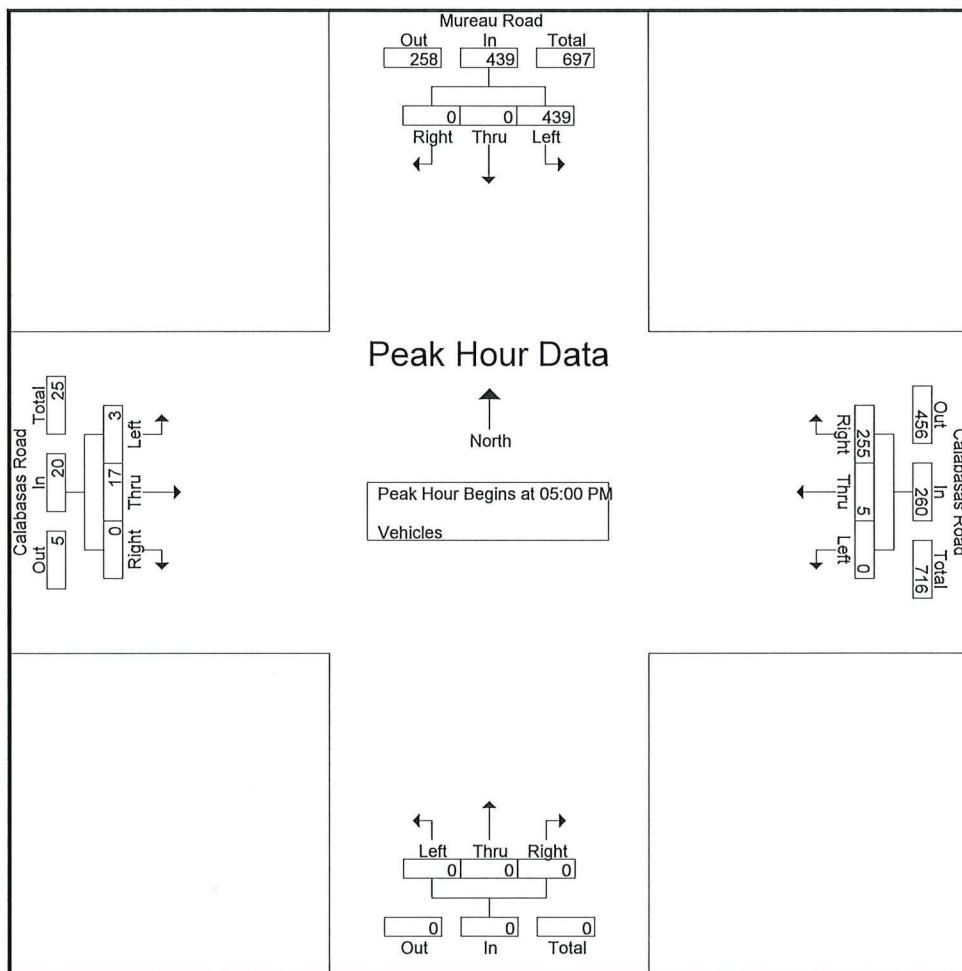 Mureau Road
Out In Total
258 439 697
0 0 439
Right Thru Left
Peak Hour Data
North
Peak Hour Begins at 05:00 PM
Vehicles
Calabasas Road
Out In Total
5 20 25
Right Thru Left
0 17 3
Calabasas Road
Out In Total
456 260 716
255 5 0
Right Thru Left
Left Thru Right
0 0 0
0 0 0
Out In Total